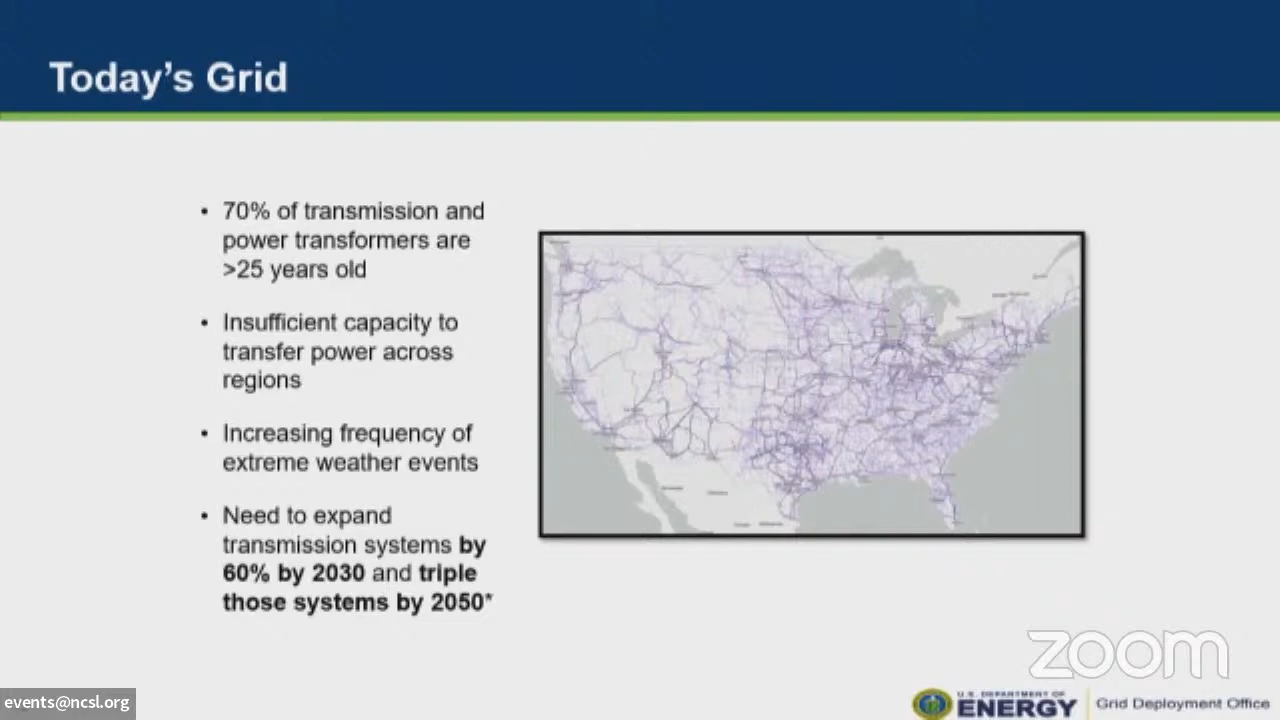 Today's Grid
• 70% of transmission and
power transformers are
>25 years old
• Insufficient capacity to
transfer power across
regions
• Increasing frequency of
extreme weather events
• Need to expand
transmission systems by
60% by 2030 and triple
those systems by 2050*
zoom
events@ncsl.org
U.S. DEPARTMENT OF
ENERGY
Grid Deployment Office